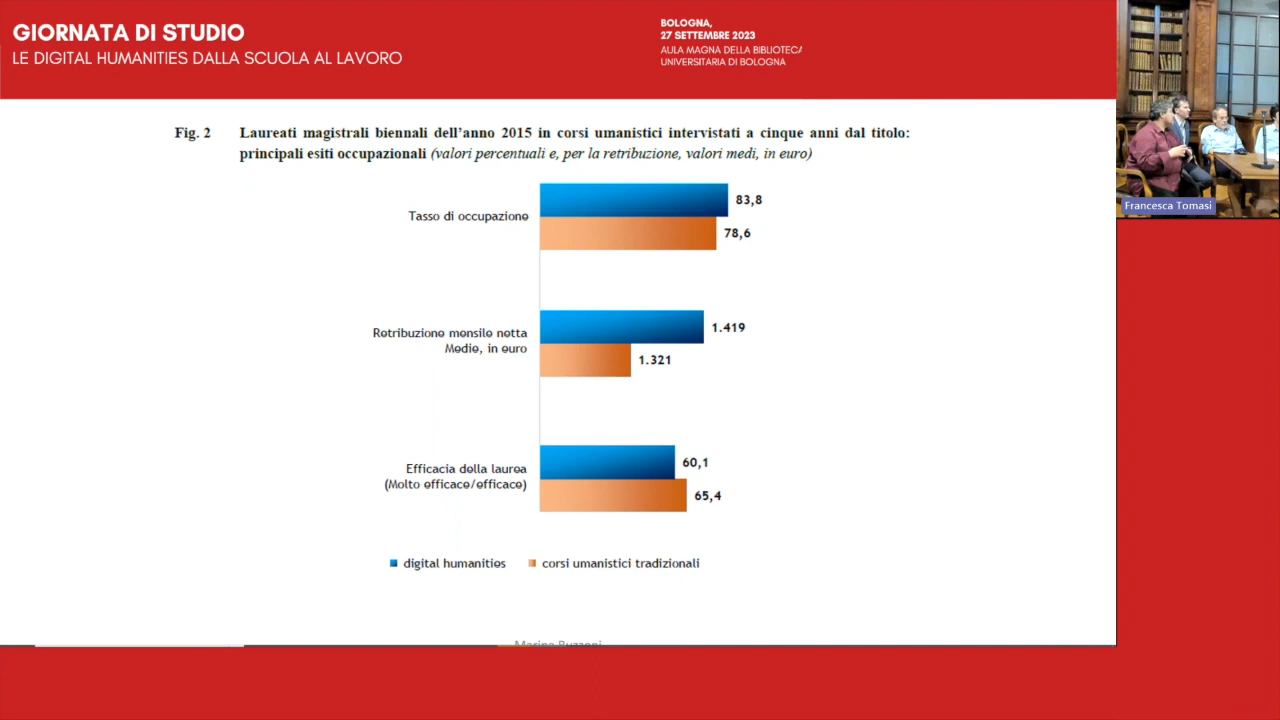 GIORNATA DI STUDIO
LE DIGITAL HUMANITIES DALLA SCUOLA AL LAVORO
BOLOGNA,
27 SETTEMBRE 2023
AULA MAGNA DELLA BIBLIOTECA
UNIVERSITARIA DI BOLOGNA
Francesca Tomasi
Fig. 2 Laureati magistrali biennali dell'anno 2015 in corsi umanistici intervistati a cinque anni dal titolo:
principali esiti occupazionali (valori percentuali e, per la retribuzione, valori medi, in euro)
Tasso di occupazione
83,8
78,6
Retribuzione mensile netta
Medie, in euro
1.419
1.321
Efficacia della laurea
(Molto efficace/efficace)
60,1
65,4
digital humanities corsi umanistici tradizionali
Marina Buzzoni